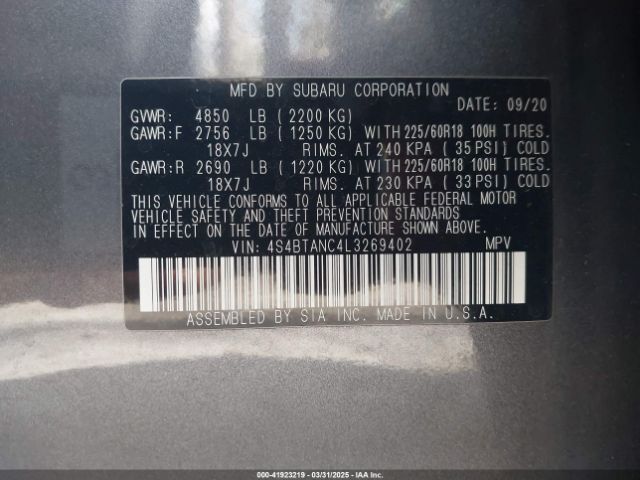 MFD BY SUBARU CORPORATION
DATE: 09/20
GVWR: 4850 LB (2200 KG)
GAWR:F 2756 LB (1250 KG) WITH 225/60R18 100H TIRES.
18X7J RIMS. AT 240 KPA (35 PSI) COLD
GAWR:R 2690 LB (1220 KG) WITH 225/60R18 100H TIRES.
18X7J RIMS. AT 230 KPA (33 PSI) COLD
THIS VEHICLE CONFORMS TO ALL APPLICABLE FEDERAL MOTOR
VEHICLE SAFETY AND THEFT PREVENTION STANDARDS
IN EFFECT ON THE DATE OF MANUFACTURE SHOWN ABOVE.
VIN: 4S4BTANC4L3269402 MPV
ASSEMBLED BY SIA INC. MADE IN U.S.A.
000-41923219 - 03/31/2025 - IAAI.com